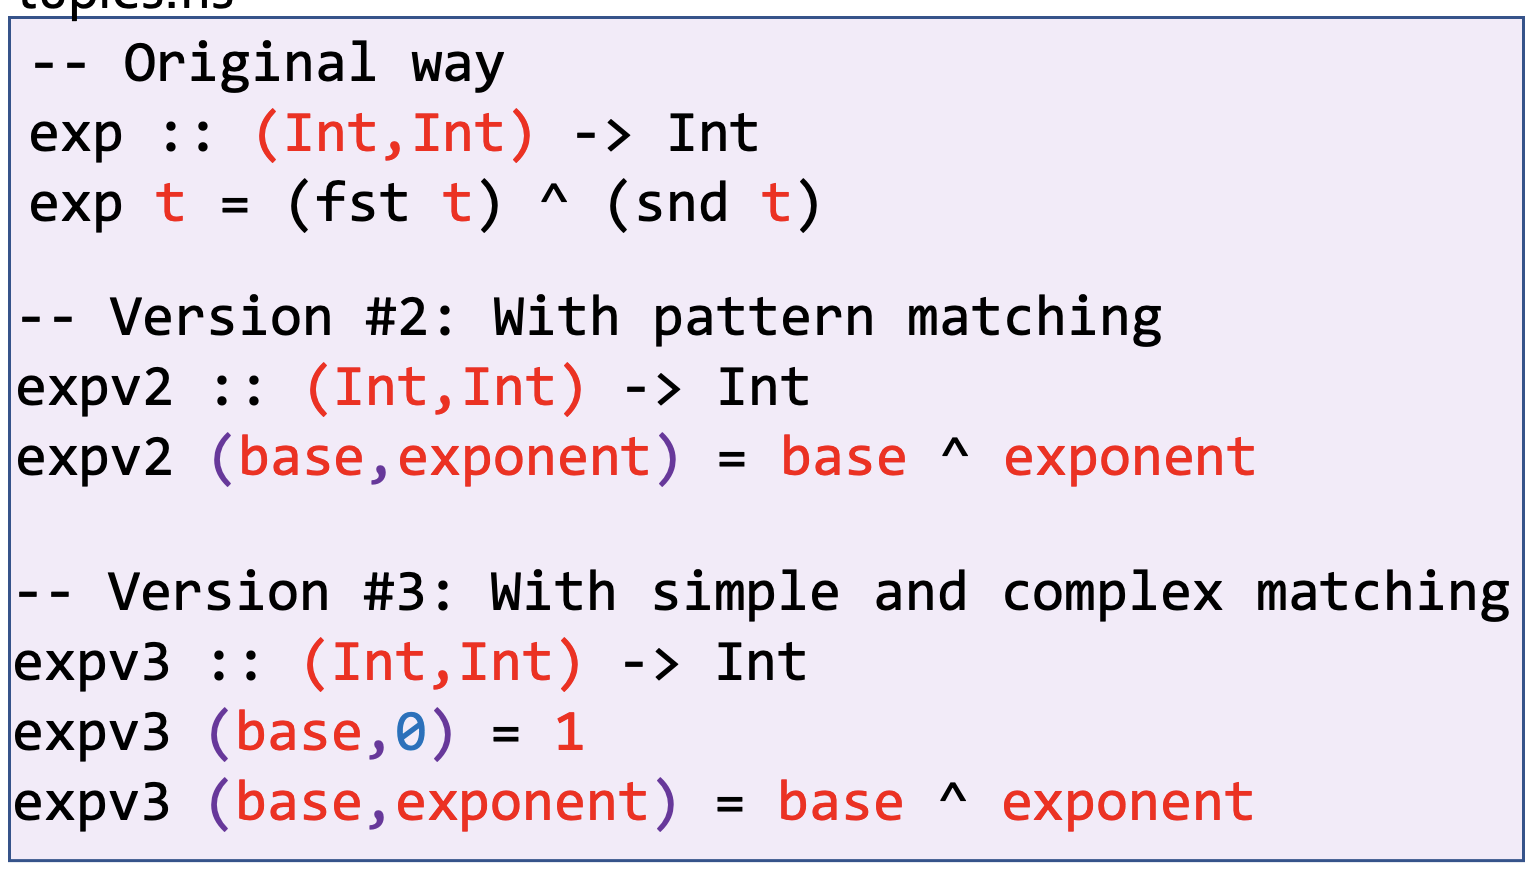 -- Original way
exp :: (Int,Int) -> Int
exp t = (fst t) ^ (snd t)
-- Version #2: With pattern matching
expv2 :: (Int,Int) -> Int
expv2 (base,exponent) = base ^ exponent
-- Version #3: With simple and complex matching
expv3 :: (Int,Int) -> Int
expv3 (base,0) = 1
expv3 (base,exponent) = base ^ exponent